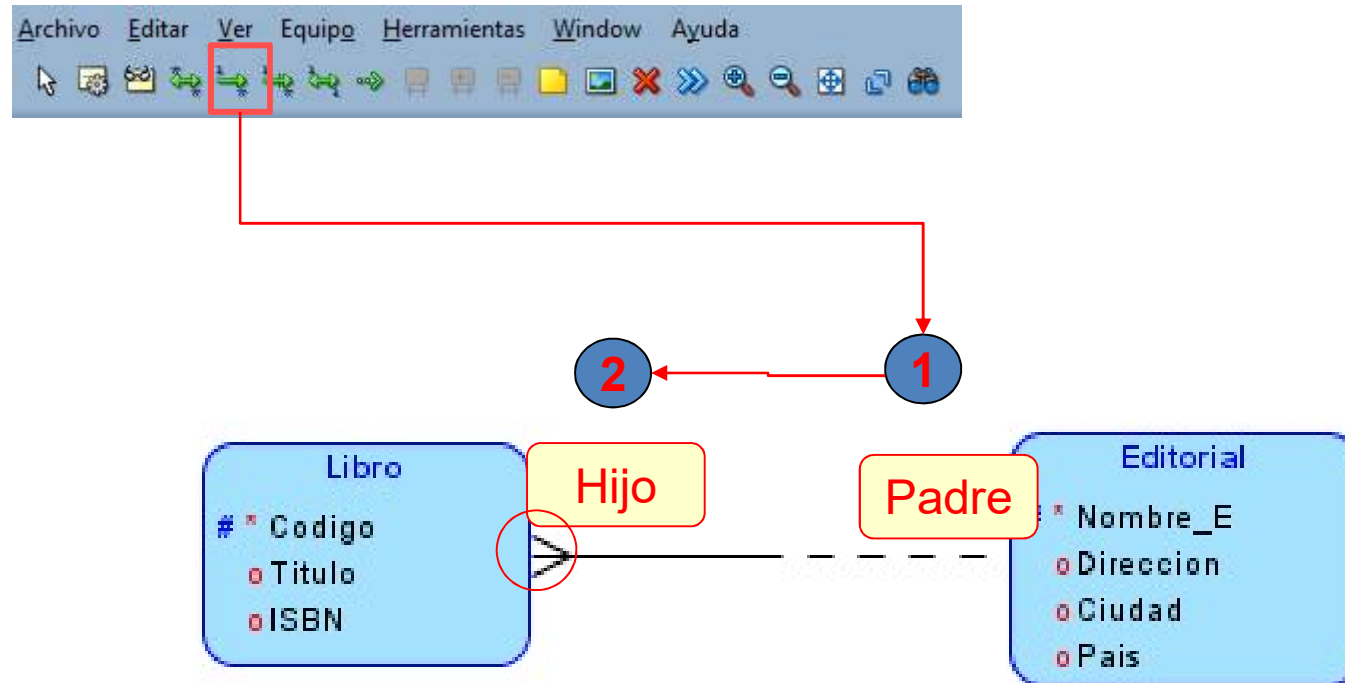 Archivo Editar Ver Equipo Herramientas Window Ayuda
2
1
Libro
# * Codigo
o Titulo
o ISBN
Hijo
Padre
Editorial
* Nombre_E
o Direccion
o Ciudad
o Pais